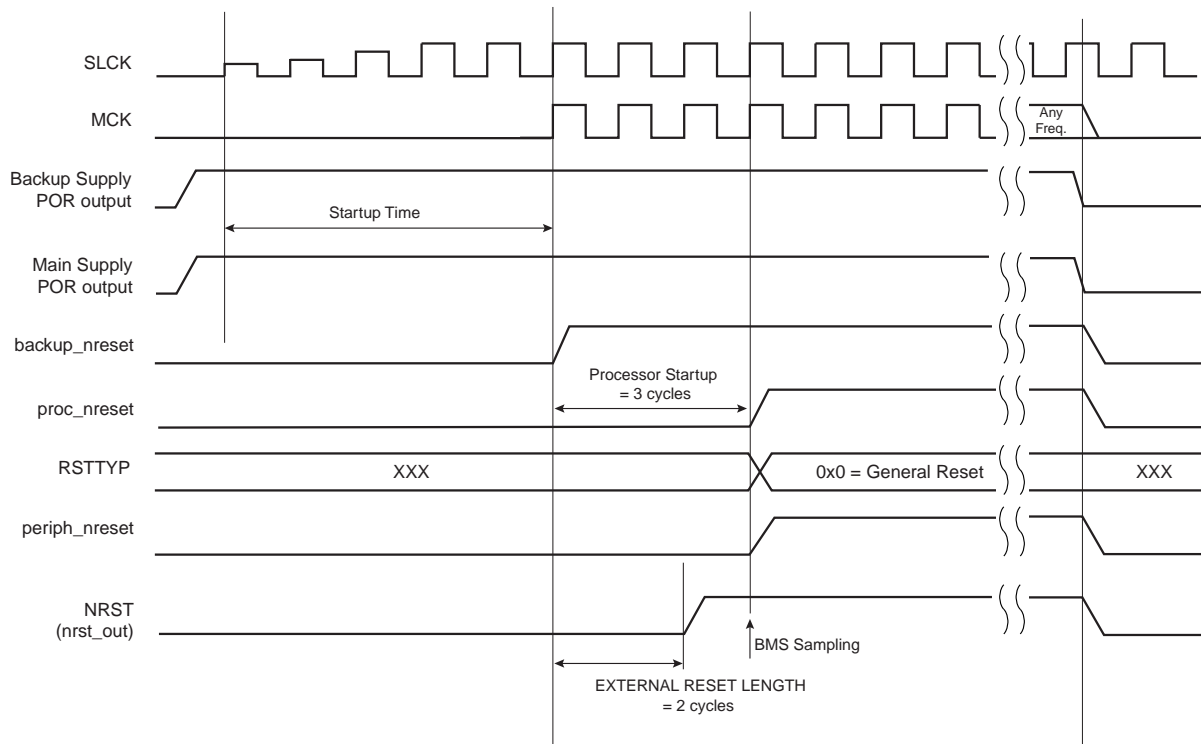 SLCK
MCK
Any
Freq.
Backup Supply
POR output
Startup Time
Main Supply
POR output
backup_nreset
Processor Startup
= 3 cycles
proc_nreset
RSTTYP
XXX
0x0 = General Reset
XXX
periph_nreset
NRST
(nrst_out)
BMS Sampling
EXTERNAL RESET LENGTH
= 2 cycles